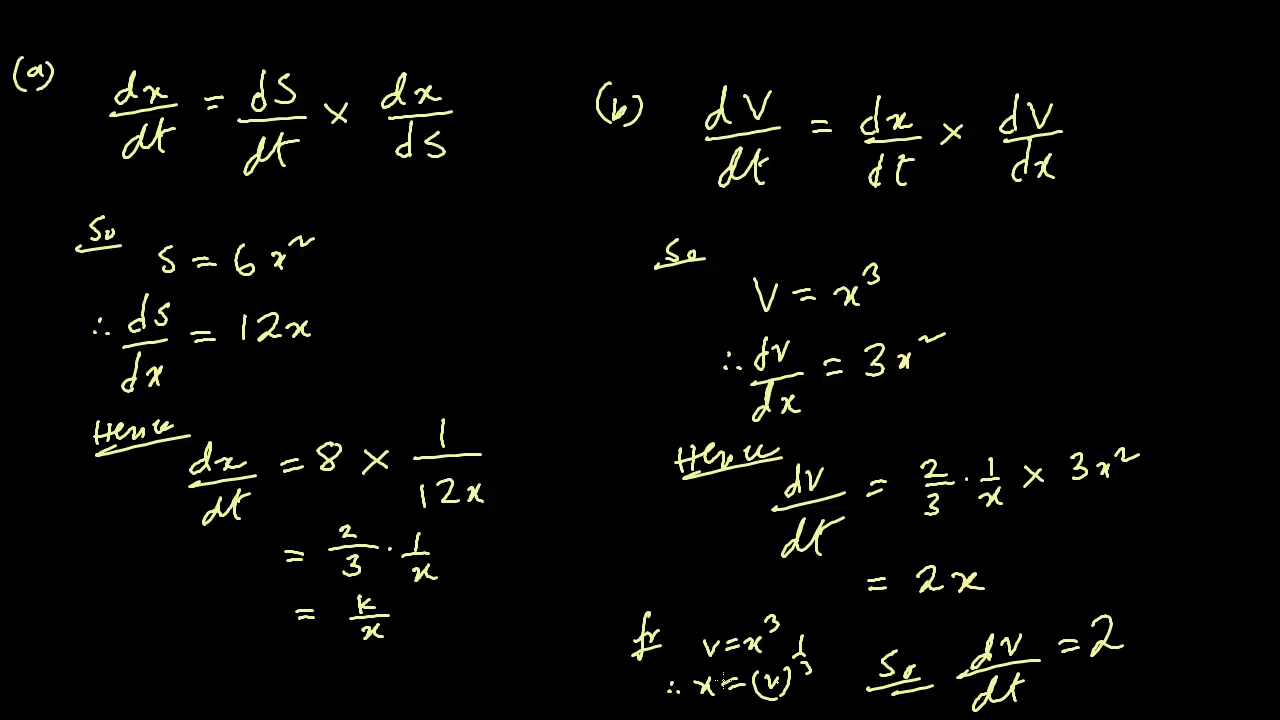 (a) dx/dt = dS/dt × dx/dS
So
S = 6x²
∴ dS/dx = 12x
Hence
dx/dt = 8 × 1/12x
= 2/3 · 1/x
= k/x
(b) dV/dt = dx/dt × dV/dx
So
V = x³
∴ dV/dx = 3x²
Hence
dV/dt = 2/3 · 1/x × 3x²
= 2x
fr V = x³
∴ x = (V)^1/3
So dV/dt = 2